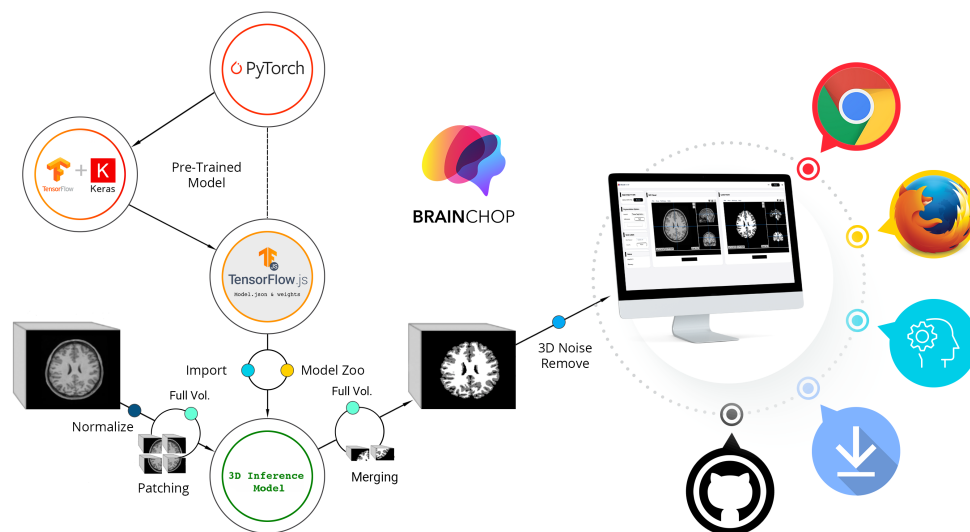 PyTorch
TensorFlow
+
K
Keras
Pre-Trained
Model
BRAINCHOP
TensorFlow.js
JS
Model.json & weights
Import
Model Zoo
Full Vol.
Full Vol.
Normalize
Patching
3D Inference
Model
Merging
3D Noise
Remove